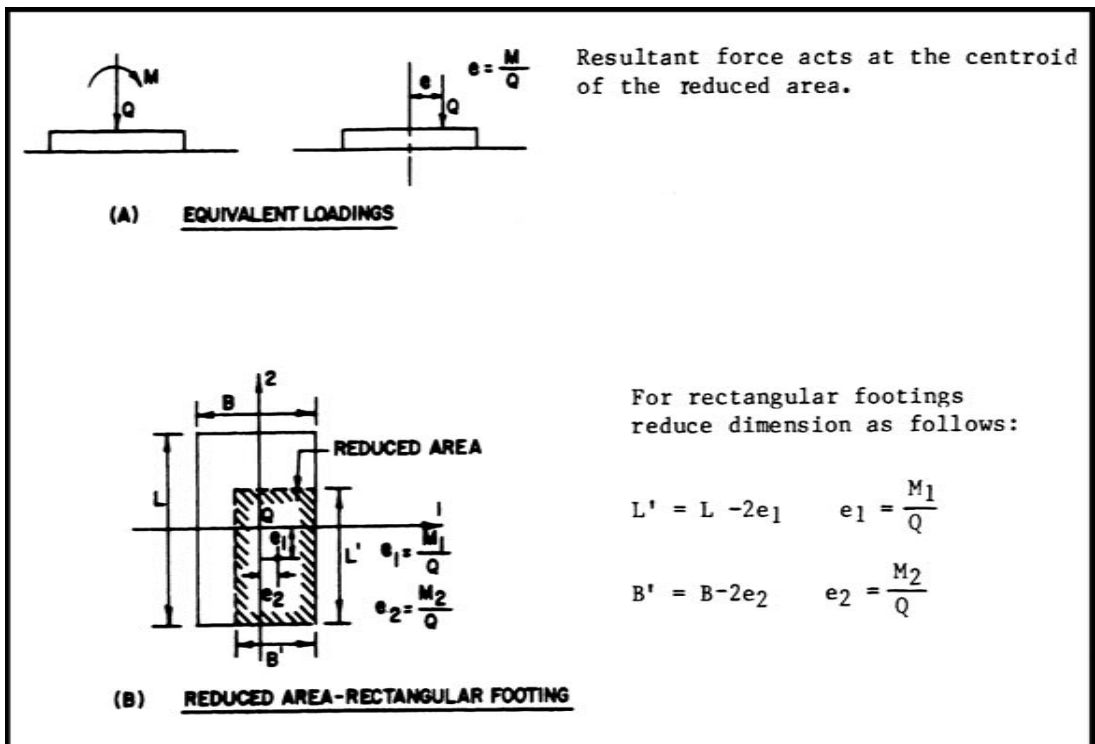 M
Q
e = M/Q
e
Q
Resultant force acts at the centroid
of the reduced area.
(A) EQUIVALENT LOADINGS
2
B
REDUCED AREA
L
Q
1
e₁
L'
e₁ = M₁/Q
e₂
e₂ = M₂/Q
B'
For rectangular footings
reduce dimension as follows:
L' = L -2e₁ e₁ = M₁/Q
B' = B-2e₂ e₂ = M₂/Q
(B) REDUCED AREA-RECTANGULAR FOOTING